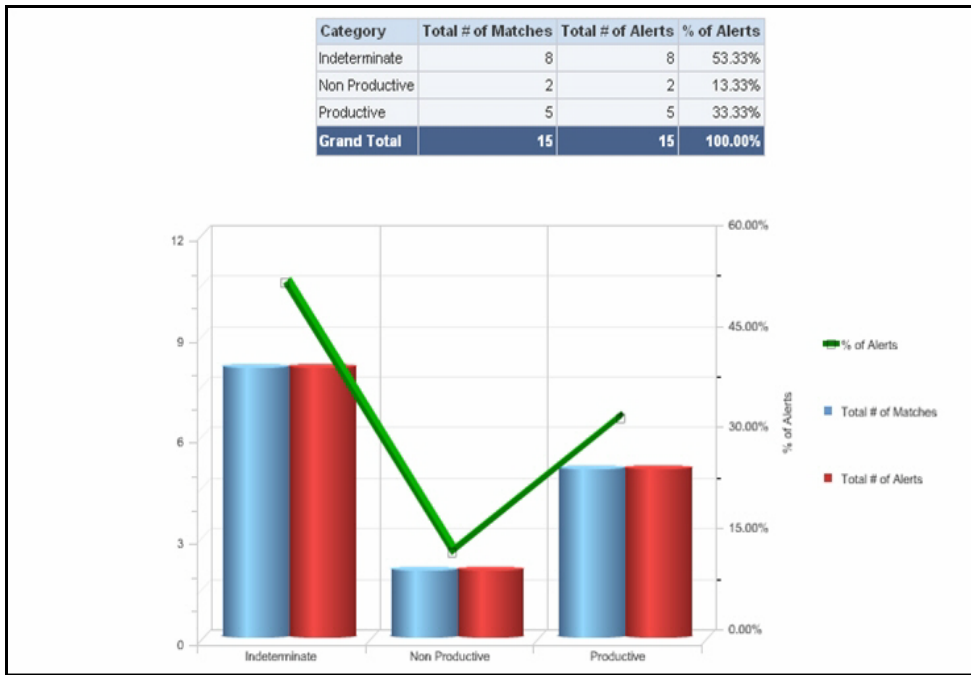 Category Total # of Matches Total # of Alerts % of Alerts
Indeterminate 8 8 53.33%
Non Productive 2 2 13.33%
Productive 5 5 33.33%
Grand Total 15 15 100.00%
12 60.00%
9 45.00%
6 30.00%
3 15.00%
0 0.00%
% of Alerts
Indeterminate Non Productive Productive
% of Alerts
Total # of Matches
Total # of Alerts